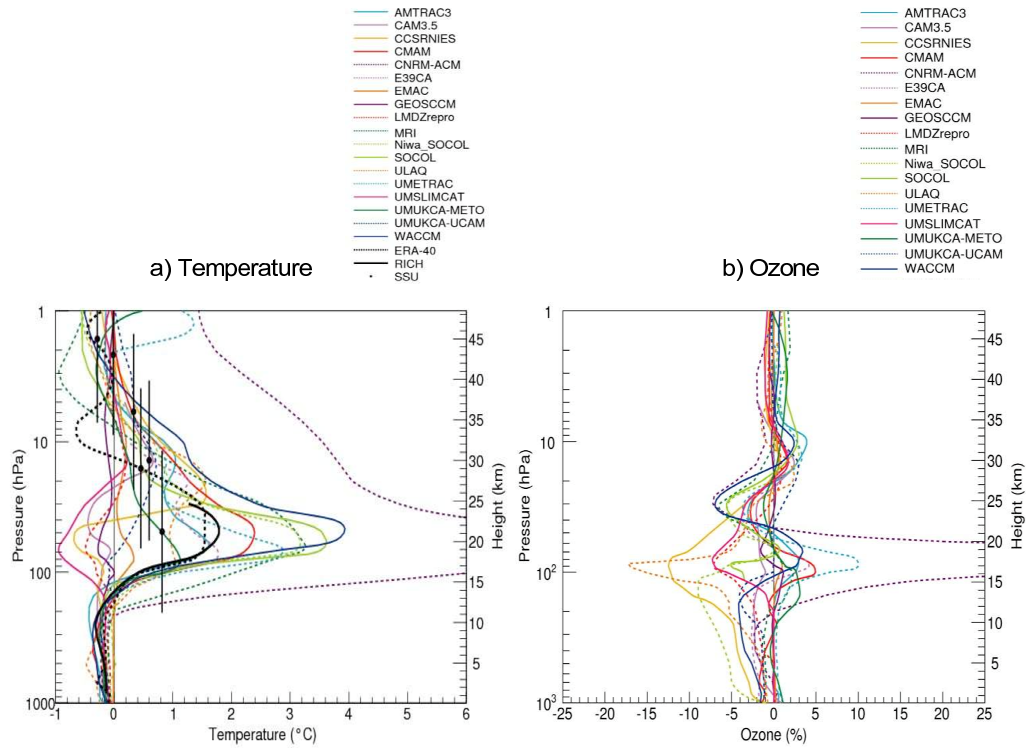 AMTRAC3
CAM3.5
CCSRNIES
CMAM
CNRM-ACM
E39CA
EMAC
GEOSCCM
LMDZrepro
MRI
Niwa_SOCOL
SOCOL
ULAQ
UMETRAC
UMSLIMCAT
UMUKCA-METO
UMUKCA-UCAM
WACCM
ERA-40
RICH
SSU
a) Temperature
1
10
100
1000
Pressure (hPa)
45
40
35
30
25
20
15
10
5
Height (km)
-1 0 1 2 3 4 5 6
Temperature (°C)
AMTRAC3
CAM3.5
CCSRNIES
CMAM
CNRM-ACM
E39CA
EMAC
GEOSCCM
LMDZrepro
MRI
Niwa_SOCOL
SOCOL
ULAQ
UMETRAC
UMSLIMCAT
UMUKCA-METO
UMUKCA-UCAM
WACCM
b) Ozone
1
10
10²
10³
Pressure (hPa)
45
40
35
30
25
20
15
10
5
Height (km)
-25 -20 -15 -10 -5 0 5 10 15 20 25
Ozone (%)